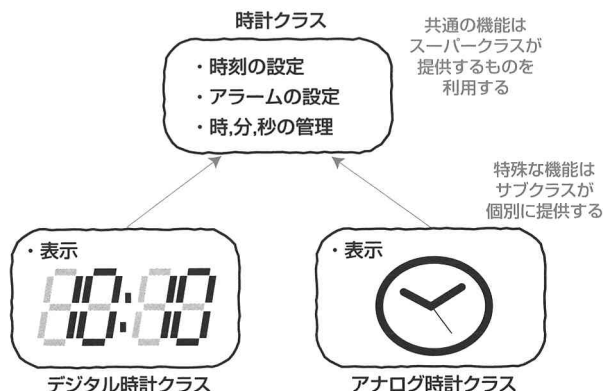 時計クラス
・時刻の設定
・アラームの設定
・時,分,秒の管理
共通の機能は
スーパークラスが
提供するものを
利用する
特殊な機能は
サブクラスが
個別に提供する
・表示
10:10
デジタル時計クラス
・表示
アナログ時計クラス